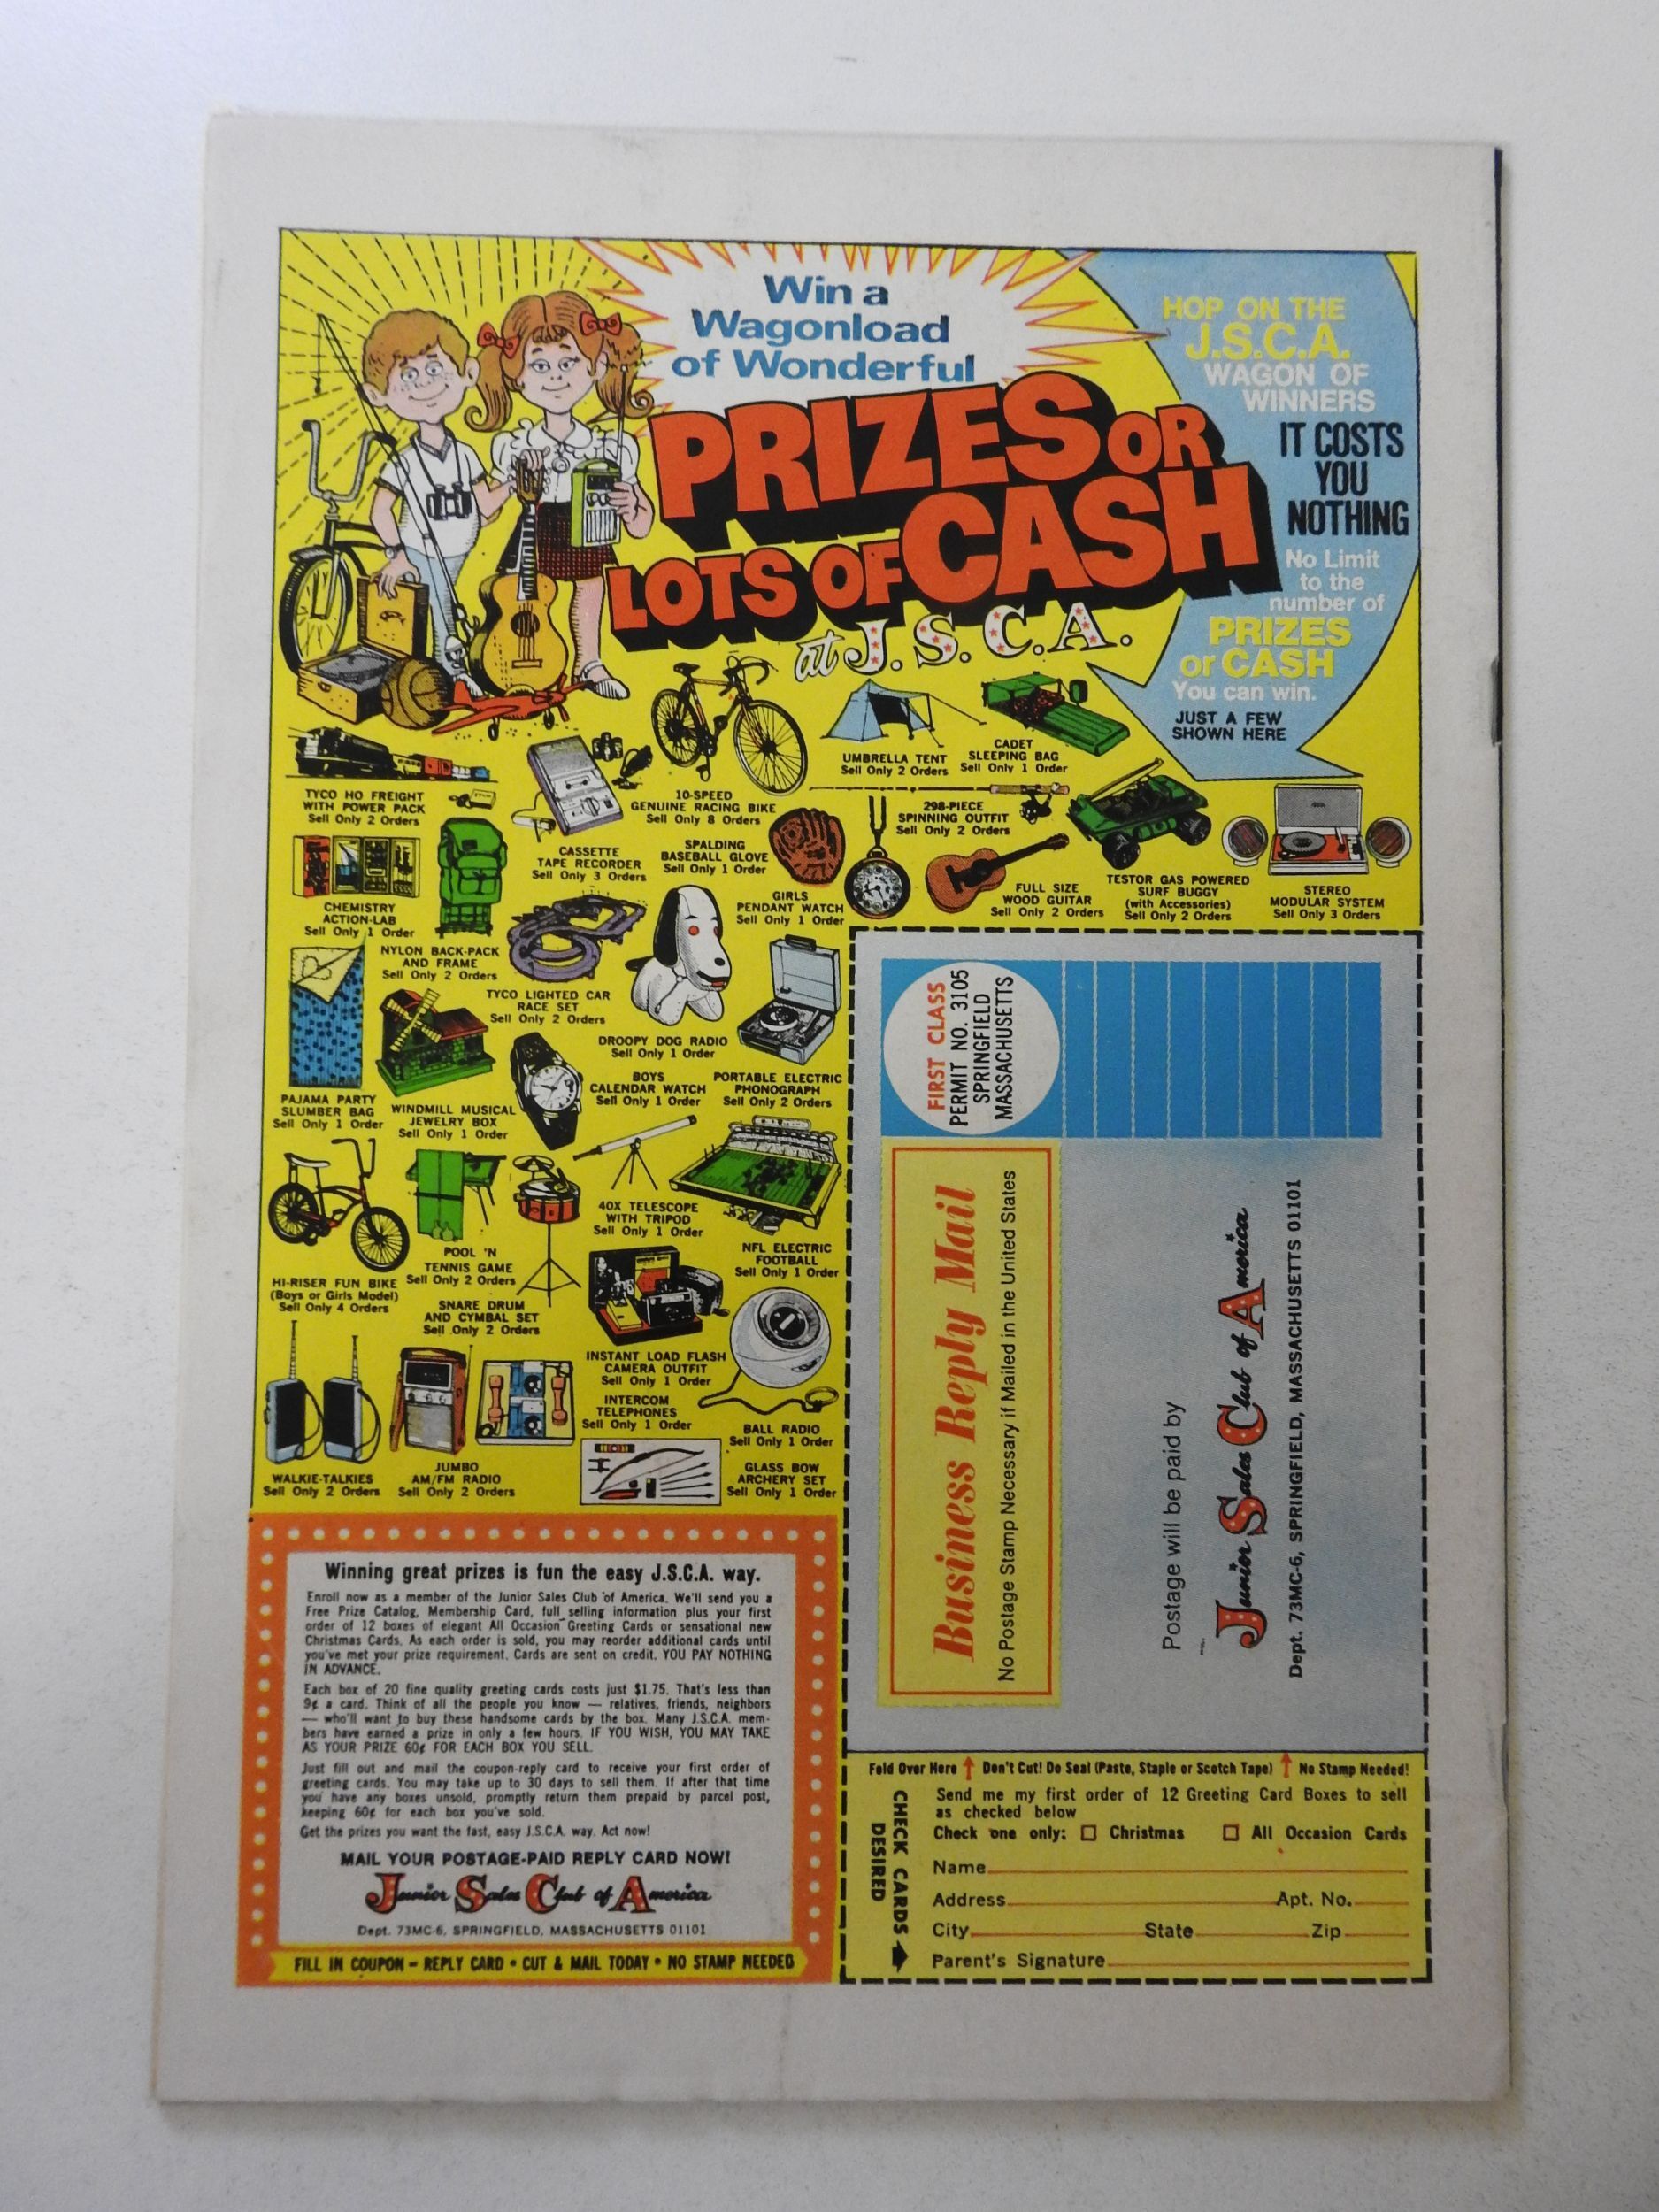 Win a
Wagonload
of Wonderful
PRIZES OR
LOTS OF CASH
at J.S.C.A.
HOP ON THE
J.S.C.A.
WAGON OF
WINNERS
IT COSTS
YOU
NOTHING
No Limit
to the
number of
PRIZES
or CASH
You can win.
JUST A FEW
SHOWN HERE
TYCO HO FREIGHT
WITH POWER PACK
Sell Only 2 Orders
CASSETTE
TAPE RECORDER
Sell Only 3 Orders
10-SPEED
GENUINE RACING BIKE
Sell Only 8 Orders
UMBRELLA TENT
Sell Only 2 Orders
CADET
SLEEPING BAG
Sell Only 1 Order
298-PIECE
SPINNING OUTFIT
Sell Only 2 Orders
SPALDING
BASEBALL GLOVE
Sell Only 1 Order
GIRLS
PENDANT WATCH
Sell Only 1 Order
FULL SIZE
WOOD GUITAR
Sell Only 2 Orders
TESTOR GAS POWERED
SURF BUGGY
(with Accessories)
Sell Only 2 Orders
STEREO
MODULAR SYSTEM
Sell Only 3 Orders
CHEMISTRY
ACTION-LAB
Sell Only 1 Order
NYLON BACK-PACK
AND FRAME
Sell Only 2 Orders
TYCO LIGHTED CAR
RACE SET
Sell Only 2 Orders
DROOPY DOG RADIO
Sell Only 1 Order
PAJAMA PARTY
SLUMBER BAG
Sell Only 1 Order
WINDMILL MUSICAL
JEWELRY BOX
Sell Only 1 Order
BOYS
CALENDAR WATCH
Sell Only 1 Order
PORTABLE ELECTRIC
PHONOGRAPH
Sell Only 2 Orders
HI-RISER FUN BIKE
(Boys or Girls Model)
Sell Only 4 Orders
POOL 'N
TENNIS GAME
Sell Only 2 Orders
SNARE DRUM
AND CYMBAL SET
Sell Only 2 Orders
40X TELESCOPE
WITH TRIPOD
Sell Only 1 Order
NFL ELECTRIC
FOOTBALL
Sell Only 1 Order
INSTANT LOAD FLASH
CAMERA OUTFIT
Sell Only 1 Order
INTERCOM
TELEPHONES
Sell Only 1 Order
BALL RADIO
Sell Only 1 Order
WALKIE-TALKIES
Sell Only 2 Orders
JUMBO
AM/FM RADIO
Sell Only 2 Orders
GLASS BOW
ARCHERY SET
Sell Only 1 Order
FIRST CLASS
PERMIT NO. 3105
SPRINGFIELD
MASSACHUSETTS
Business Reply Mail
No Postage Stamp Necessary if Mailed in the United States
Postage will be paid by
Junior Sales Club of America
Dept. 73MC-6, SPRINGFIELD, MASSACHUSETTS 01101
Winning great prizes is fun the easy J.S.C.A. way.
Enroll now as a member of the Junior Sales Club of America. We'll send you a
Free Prize Catalog, Membership Card, full selling information plus your first
order of 12 boxes of elegant All Occasion Greeting Cards or sensational new
Christmas Cards. As each order is sold, you may reorder additional cards until
you've met your prize requirement. Cards are sent on credit. YOU PAY NOTHING
IN ADVANCE.
Each box of 20 fine quality greeting cards costs just $1.75. That's less than
9¢ a card. Think of all the people you know — relatives, friends, neighbors
— who'll want to buy these handsome cards by the box. Many J.S.C.A. mem-
bers have earned a prize in only a few hours. IF YOU WISH, YOU MAY TAKE
AS YOUR PRIZE 60¢ FOR EACH BOX YOU SELL.
Just fill out and mail the coupon-reply card to receive your first order of
greeting cards. You may take up to 30 days to sell them. If after that time
you have any boxes unsold, promptly return them prepaid by parcel post,
keeping 60¢ for each box you've sold.
Get the prizes you want the fast, easy J.S.C.A. way. Act now!
MAIL YOUR POSTAGE-PAID REPLY CARD NOW!
Junior Sales Club of America
Dept. 73MC-6, SPRINGFIELD, MASSACHUSETTS 01101
FILL IN COUPON - REPLY CARD • CUT & MAIL TODAY • NO STAMP NEEDED
Fold Over Here ↑ Don't Cut! Do Seal (Paste, Staple or Scotch Tape) ↑ No Stamp Needed!
CHECK CARDS
DESIRED
Send me my first order of 12 Greeting Card Boxes to sell
as checked below
Check one only: ☐ Christmas ☐ All Occasion Cards
Name
Address Apt. No.
City State Zip
Parent's Signature